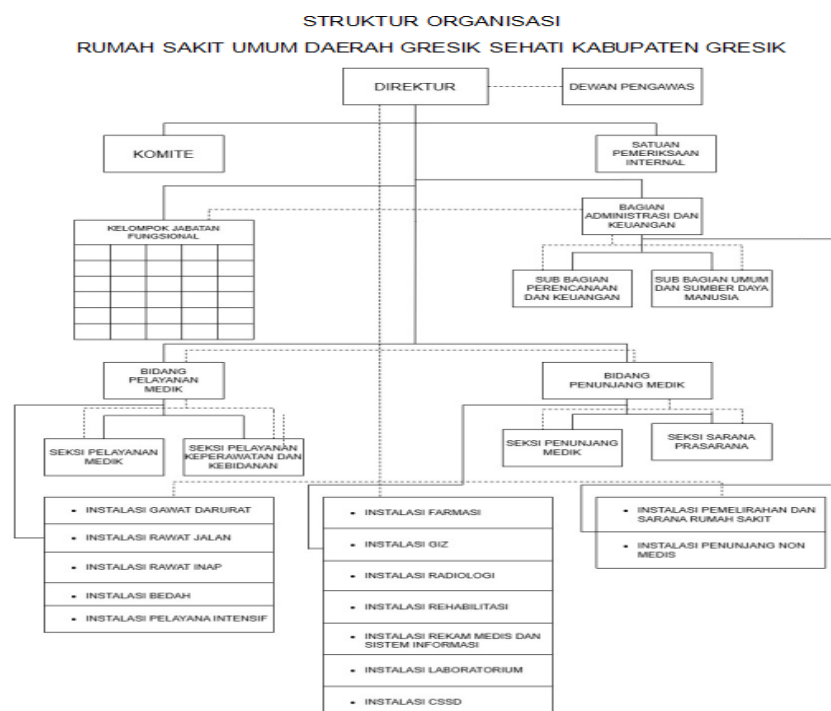 STRUKTUR ORGANISASI
RUMAH SAKIT UMUM DAERAH GRESIK SEHATI KABUPATEN GRESIK
DIREKTUR
DEWAN PENGAWAS
KOMITE
SATUAN
PEMERIKSAAN
INTERNAL
KELOMPOK JABATAN
FUNGSIONAL
BAGIAN
ADMINISTRASI DAN
KEUANGAN
SUB BAGIAN
PERENCANAAN
DAN KEUANGAN
SUB BAGIAN UMUM
DAN SUMBER DAYA
MANUSIA
BIDANG
PELAYANAN
MEDIK
BIDANG
PENUNJANG MEDIK
SEKSI PELAYANAN
MEDIK
SEKSI PELAYANAN
KEPERAWATAN DAN
KEBIDANAN
SEKSI PENUNJANG
MEDIK
SEKSI SARANA
PRASARANA
• INSTALASI GAWAT DARURAT
• INSTALASI RAWAT JALAN
• INSTALASI RAWAT INAP
• INSTALASI BEDAH
• INSTALASI PELAYANA INTENSIF
• INSTALASI FARMASI
• INSTALASI GIZ
• INSTALASI RADIOLOGI
• INSTALASI REHABILITASI
• INSTALASI REKAM MEDIS DAN
SISTEM INFORMASI
• INSTALASI LABORATORIUM
• INSTALASI CSSD
• INSTALASI PEMELIRAHAN DAN
SARANA RUMAH SAKIT
• INSTALASI PENUNJANG NON
MEDIS